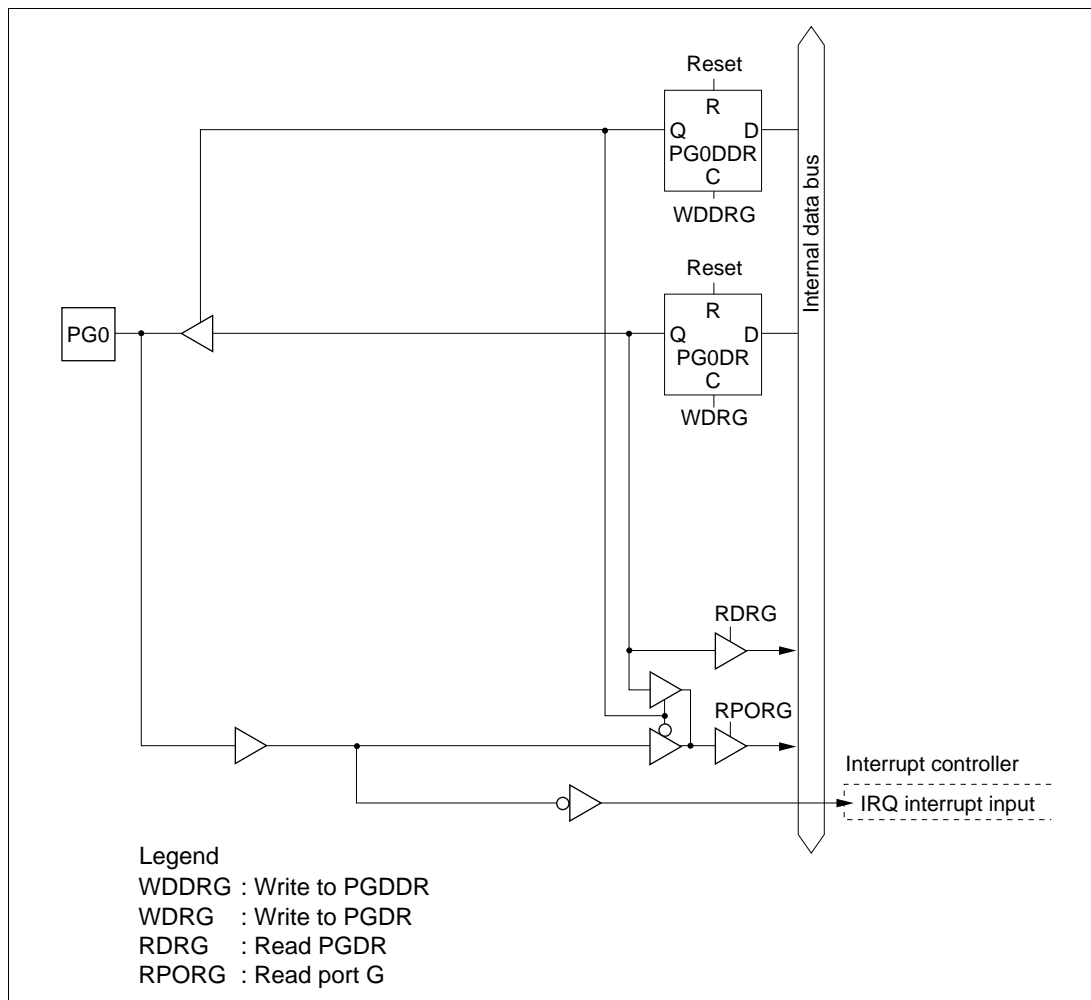 Reset
R
Q D
PG0DDR
C
WDDRG
Internal data bus
Reset
R
PG0
Q D
PG0DR
C
WDRG
RDRG
RPORG
Interrupt controller
IRQ interrupt input
Legend
WDDRG : Write to PGDDR
WDRG : Write to PGDR
RDRG : Read PGDR
RPORG : Read port G